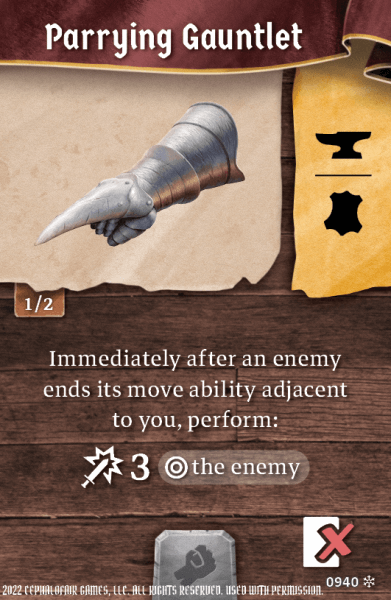 Parrying Gauntlet
1/2
Immediately after an enemy
ends its move ability adjacent
to you, perform:
3 the enemy
0940
2022 CEPHALOFAIR GAMES, LLC. ALL RIGHTS RESERVED. USED WITH PERMISSION.